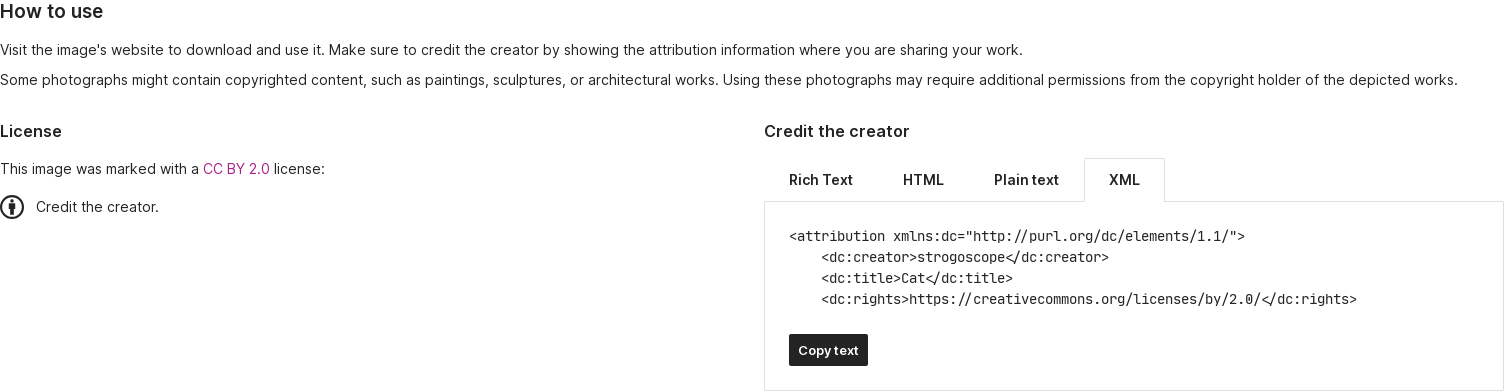 How to use
Visit the image's website to download and use it. Make sure to credit the creator by showing the attribution information where you are sharing your work.
Some photographs might contain copyrighted content, such as paintings, sculptures, or architectural works. Using these photographs may require additional permissions from the copyright holder of the depicted works.
License
This image was marked with a CC BY 2.0 license:
Credit the creator.
Credit the creator
Rich Text HTML Plain text XML
<attribution xmlns:dc="http://purl.org/dc/elements/1.1/">
    <dc:creator>strogoscope</dc:creator>
    <dc:title>Cat</dc:title>
    <dc:rights>https://creativecommons.org/licenses/by/2.0/</dc:rights>
Copy text